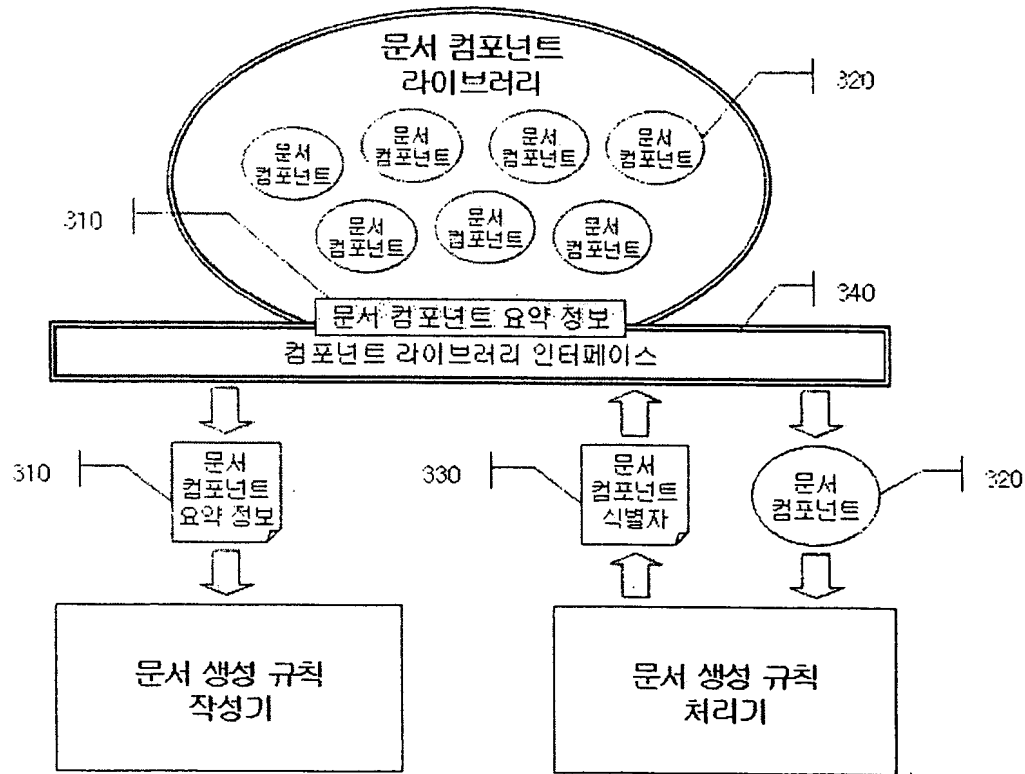 문서 컴포넌트
라이브러리
320
문서
컴포넌트
문서
컴포넌트
문서
컴포넌트
문서
컴포넌트
310
문서
컴포넌트
문서
컴포넌트
문서
컴포넌트
340
문서 컴포넌트 요약 정보
컴포넌트 라이브러리 인터페이스
310
문서
컴포넌트
요약 정보
330
문서
컴포넌트
식별자
문서
컴포넌트
320
문서 생성 규칙
작성기
문서 생성 규칙
처리기